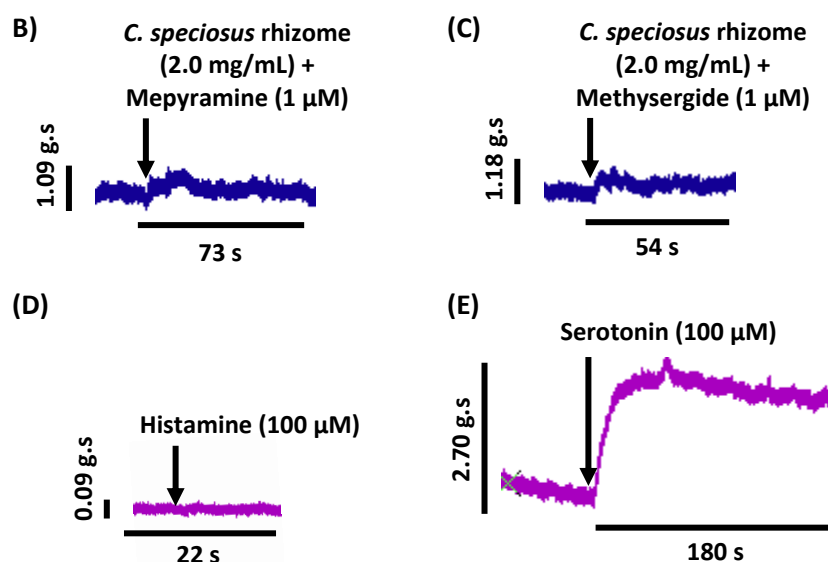 B)
C. speciosus rhizome
(2.0 mg/mL) +
Mepyramine (1 µM)
1.09 g.s
73 s
(C)
C. speciosus rhizome
(2.0 mg/mL) +
Methysergide (1 µM)
1.18 g.s
54 s
(D)
Histamine (100 µM)
0.09 g.s
22 s
(E)
Serotonin (100 µM)
2.70 g.s
180 s